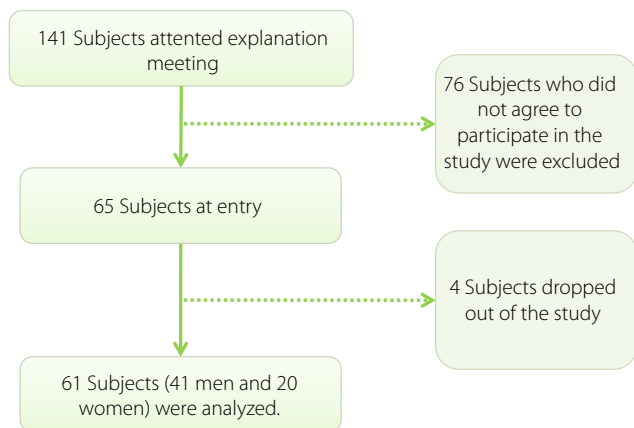 141 Subjects attented explanation
meeting
76 Subjects who did
not agree to
participate in the
study were excluded
65 Subjects at entry
4 Subjects dropped
out of the study
61 Subjects (41 men and 20
women) were analyzed.